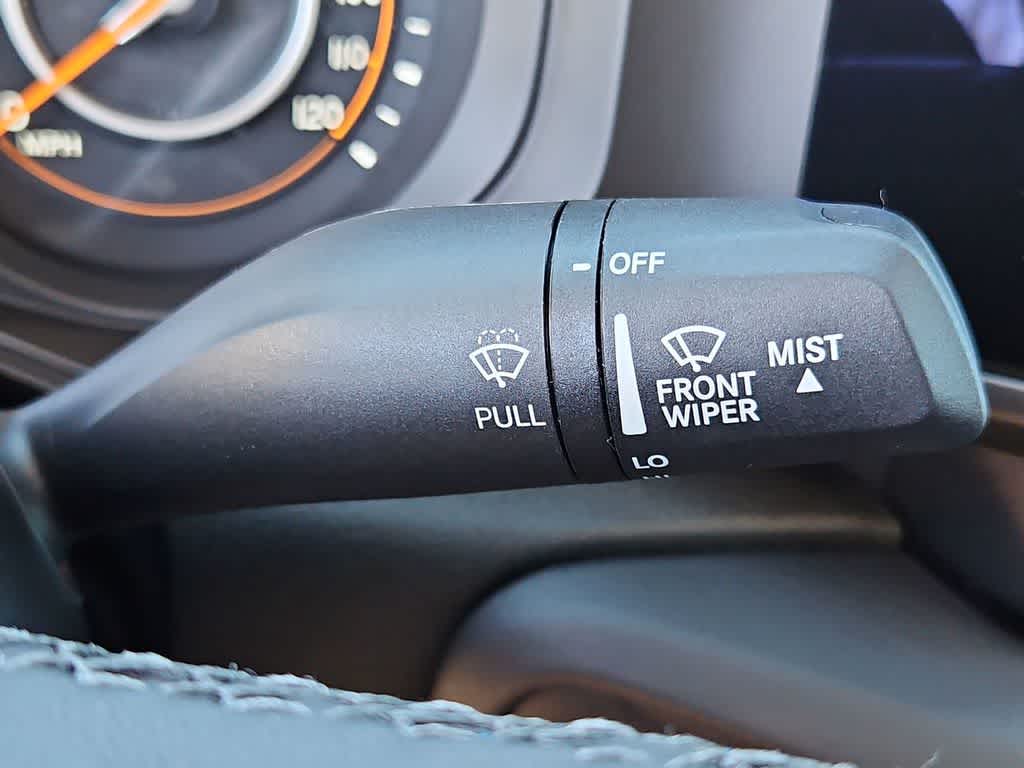 110
120
MPH
OFF
MIST
FRONT
WIPER
PULL
LO